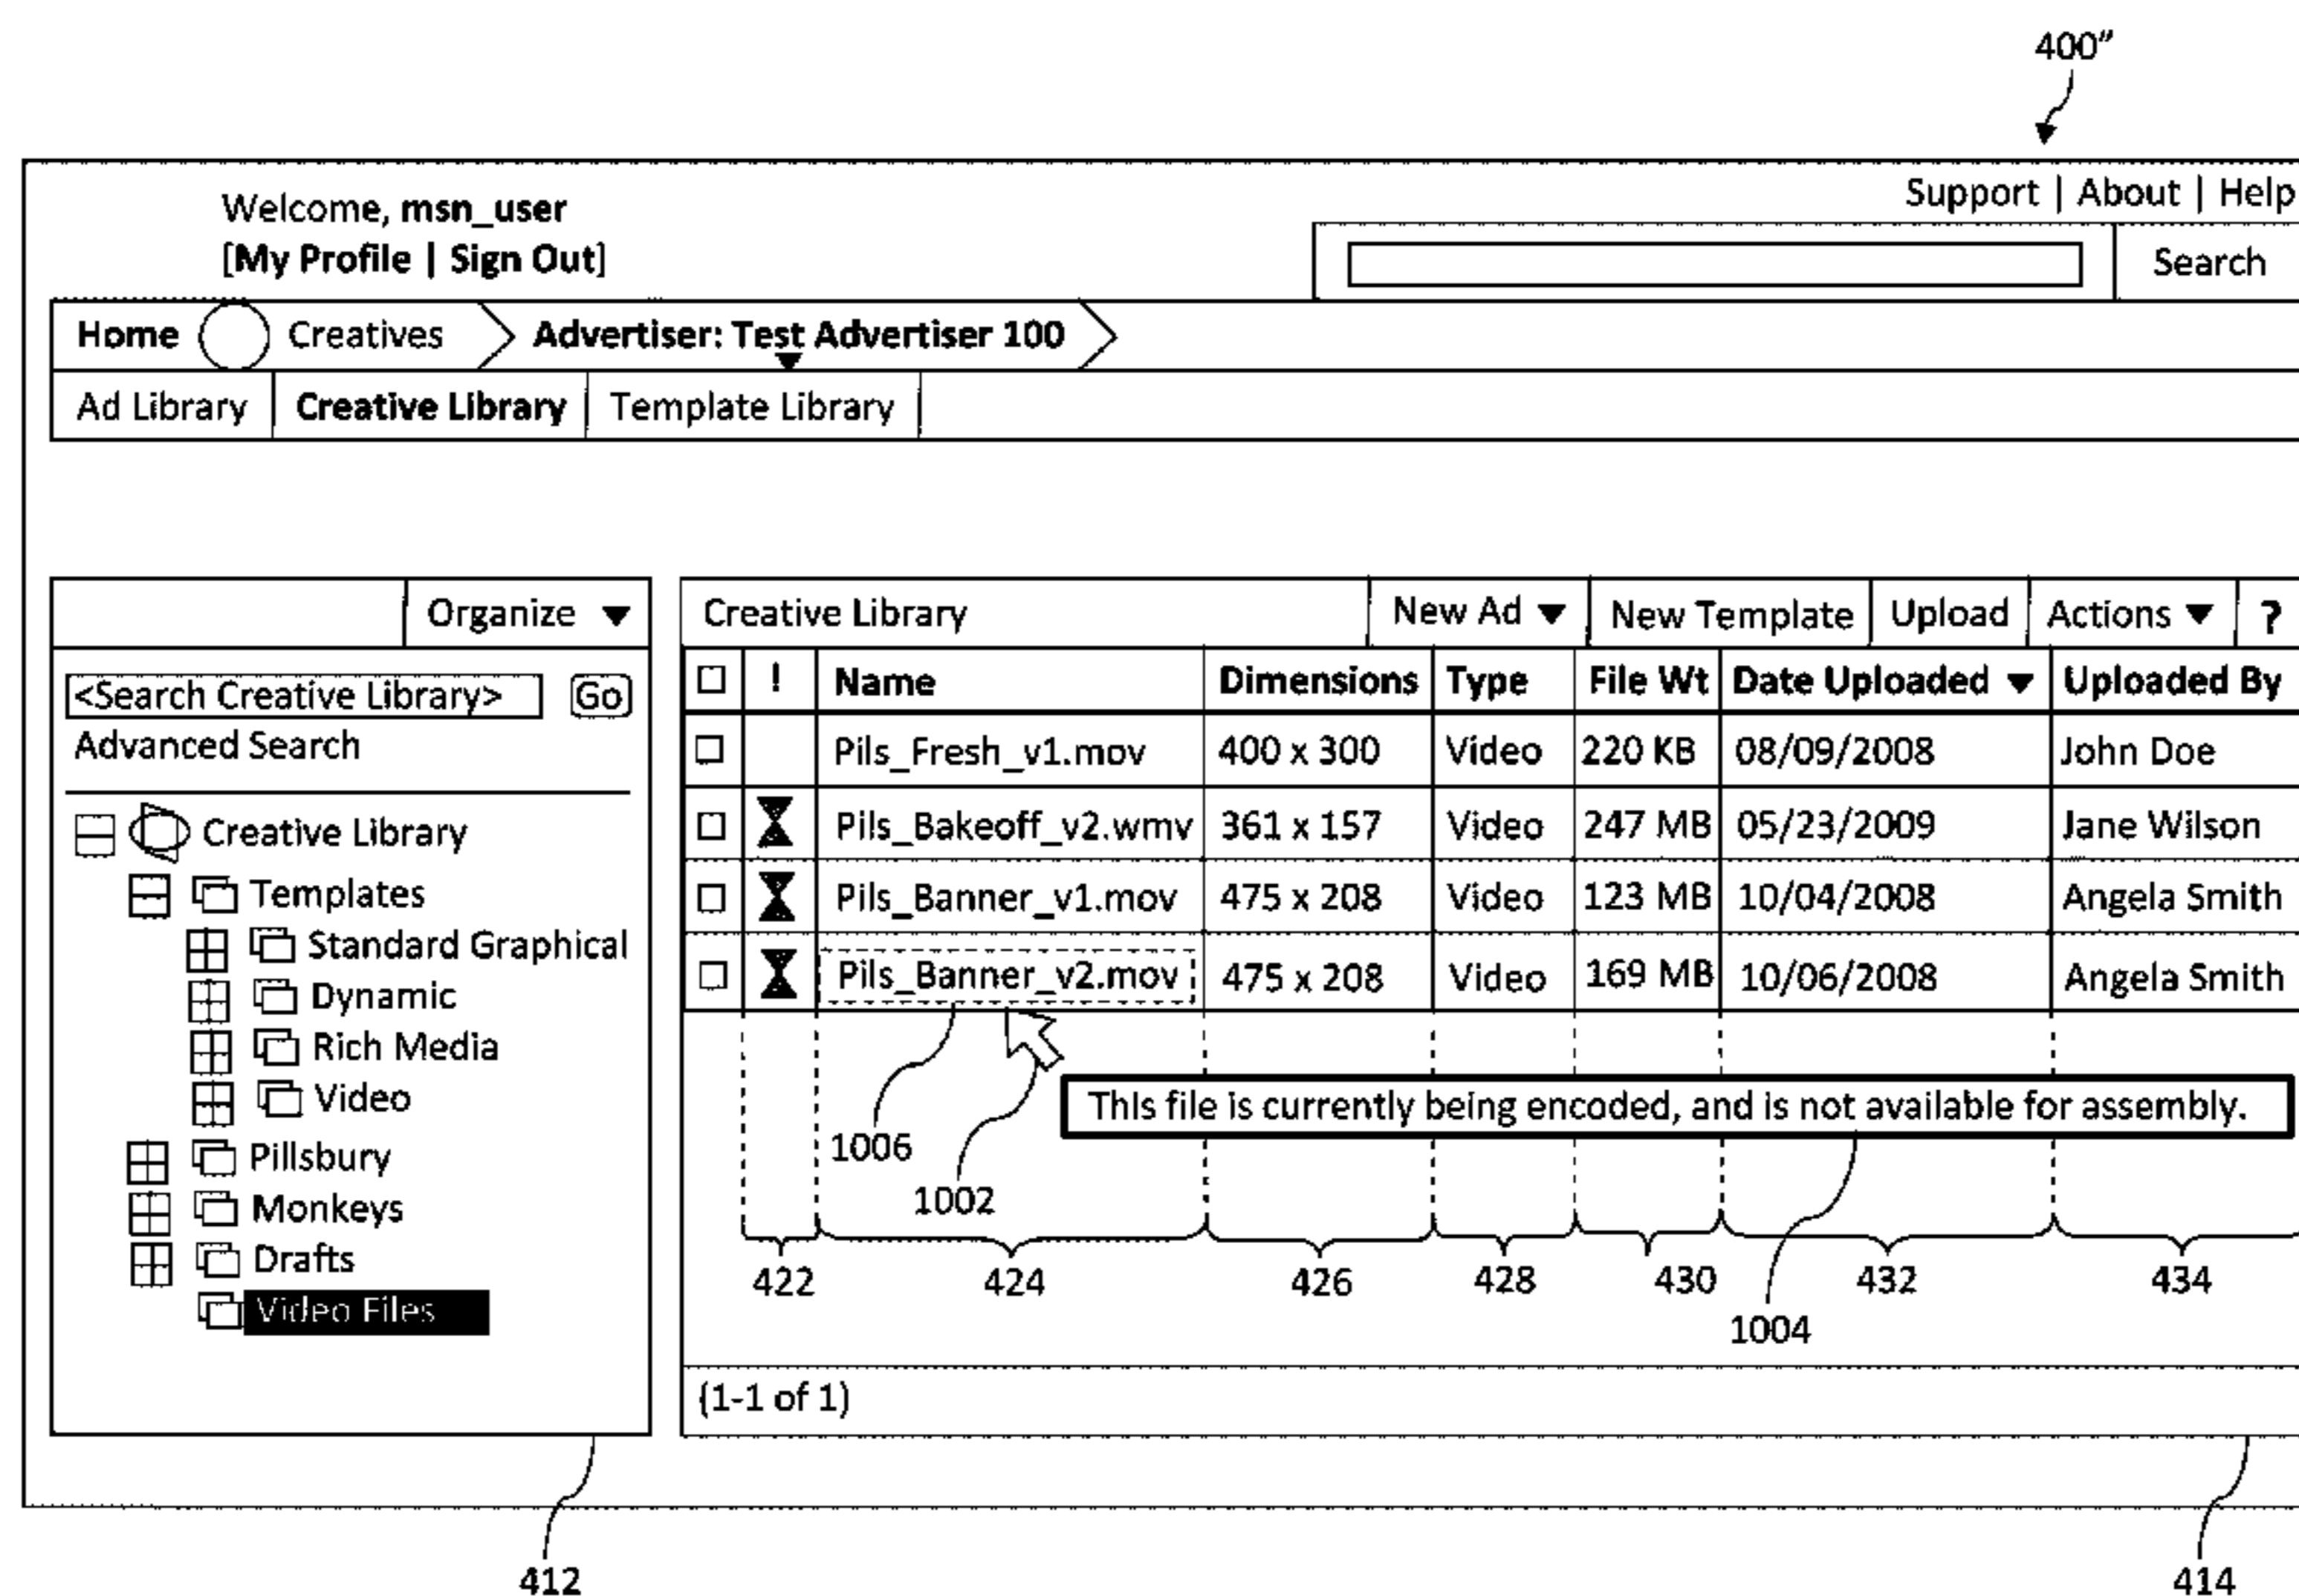 400"
Support | About | Help
Welcome, msn_user
[My Profile | Sign Out]
Search
Home Creatives Advertiser: Test Advertiser 100
Ad Library Creative Library Template Library
Organize
<Search Creative Library> Go
Advanced Search
Creative Library
Templates
Standard Graphical
Dynamic
Rich Media
Video
Pillsbury
Monkeys
Drafts
Video Files
Creative Library New Ad New Template Upload Actions ?
! Name Dimensions Type File Wt Date Uploaded Uploaded By
Pils_Fresh_v1.mov 400 x 300 Video 220 KB 08/09/2008 John Doe
Pils_Bakeoff_v2.wmv 361 x 157 Video 247 MB 05/23/2009 Jane Wilson
Pils_Banner_v1.mov 475 x 208 Video 123 MB 10/04/2008 Angela Smith
Pils_Banner_v2.mov 475 x 208 Video 169 MB 10/06/2008 Angela Smith
This file is currently being encoded, and is not available for assembly.
1006
1002
422 424 426 428 430 432 434
1004
(1-1 of 1)
412 414